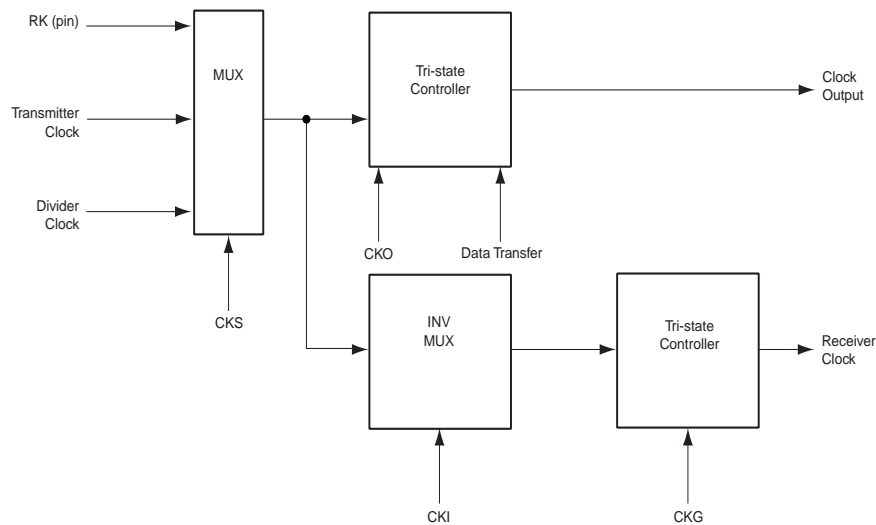 RK (pin)
MUX
Tri-state
Controller
Clock
Output
Transmitter
Clock
Divider
Clock
CKO
Data Transfer
CKS
INV
MUX
Tri-state
Controller
Receiver
Clock
CKI
CKG